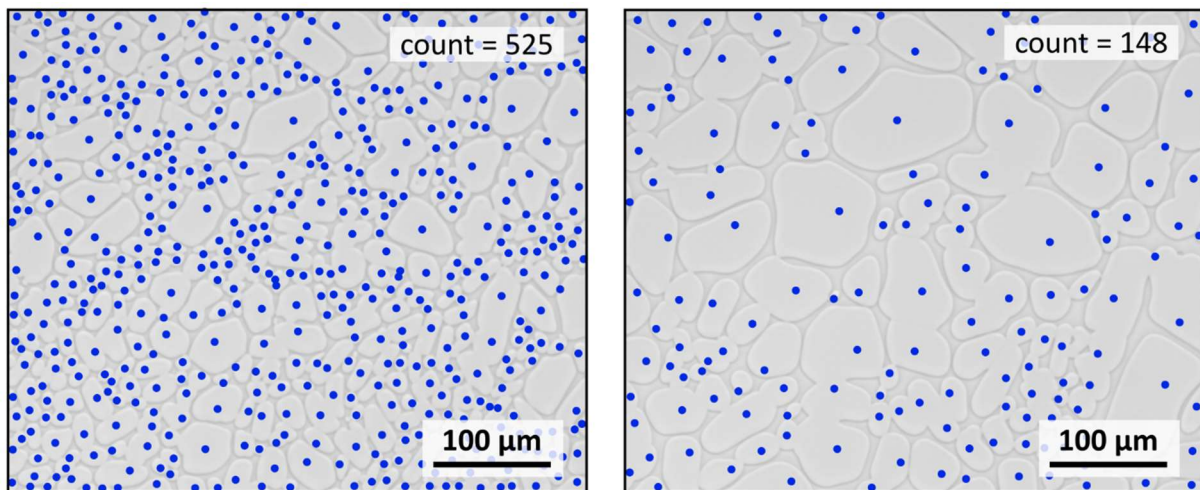 count = 525
100 µm
count = 148
100 µm